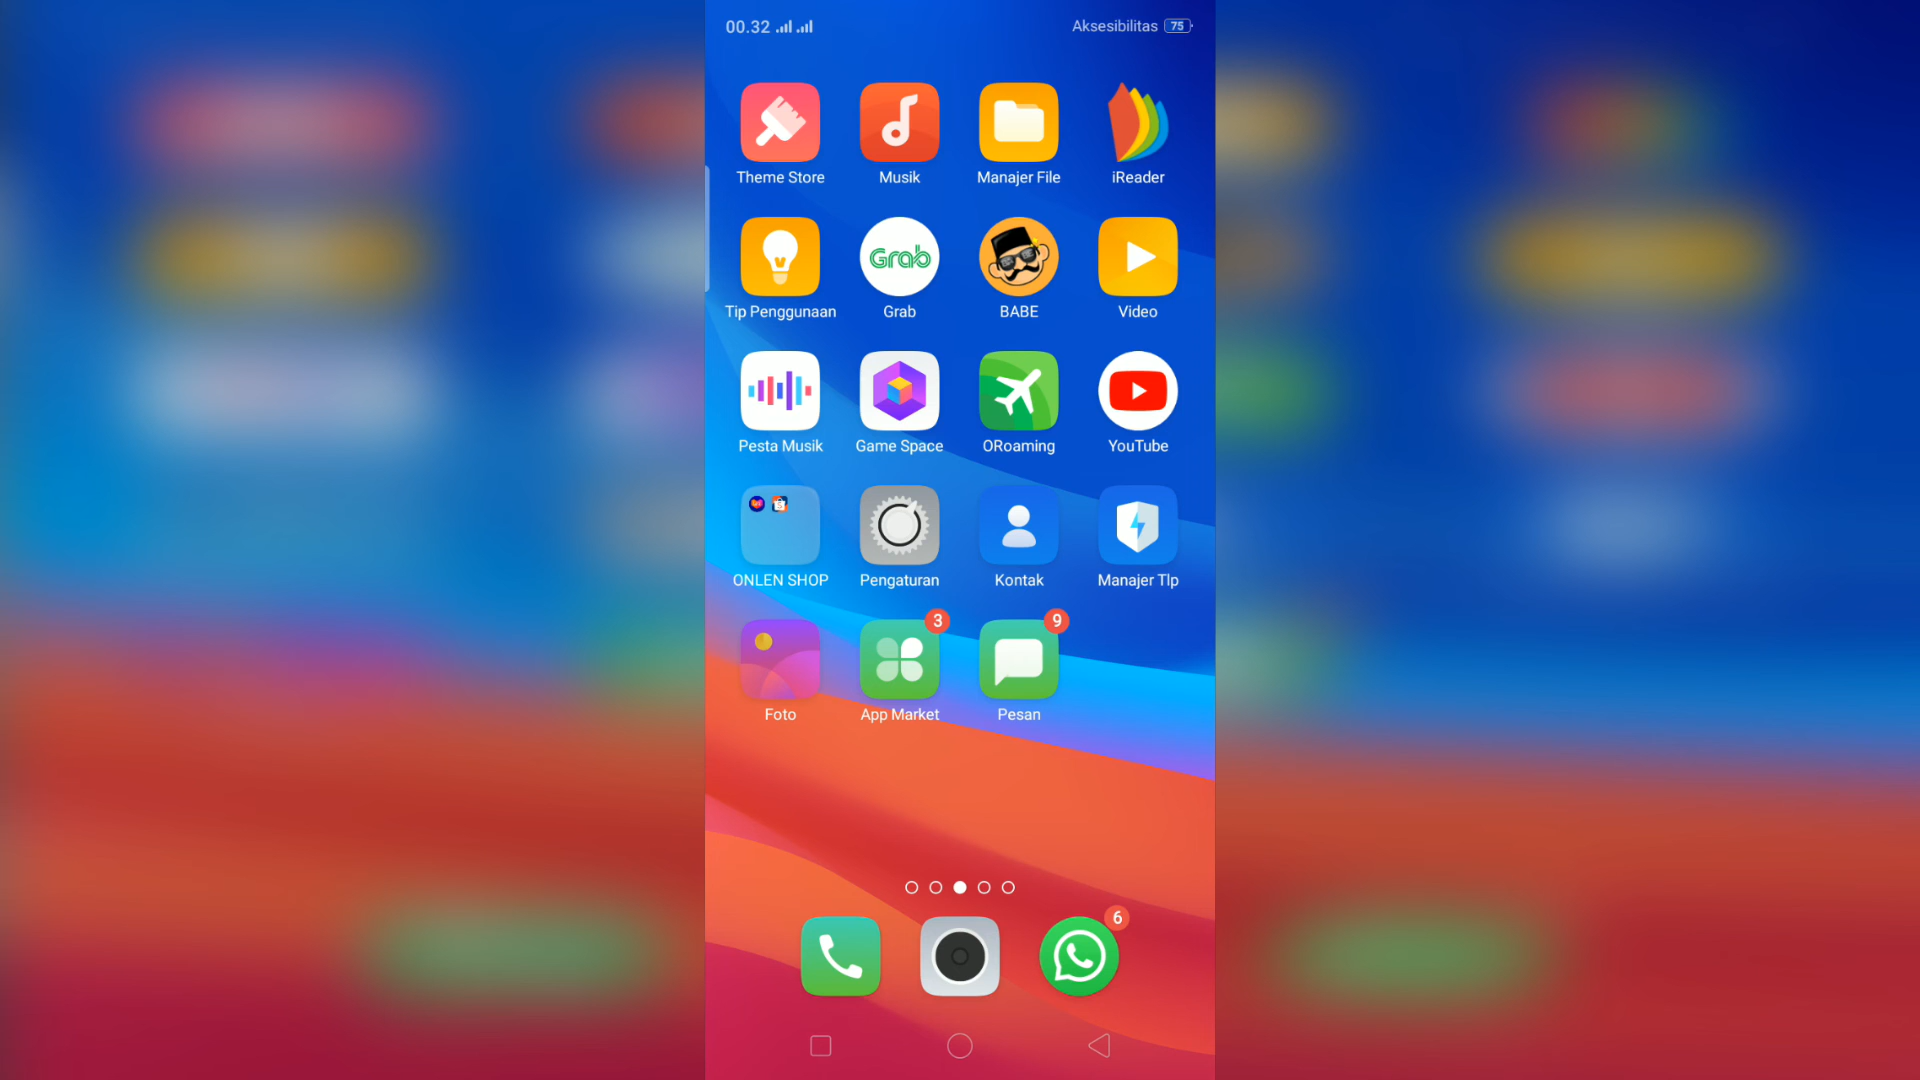 00.32
Aksesibilitas 75
Theme Store Musik Manajer File iReader
Grab
Tip Penggunaan Grab BABE Video
Pesta Musik Game Space ORoaming YouTube
ONLEN SHOP Pengaturan Kontak Manajer Tlp
3 9
Foto App Market Pesan
6